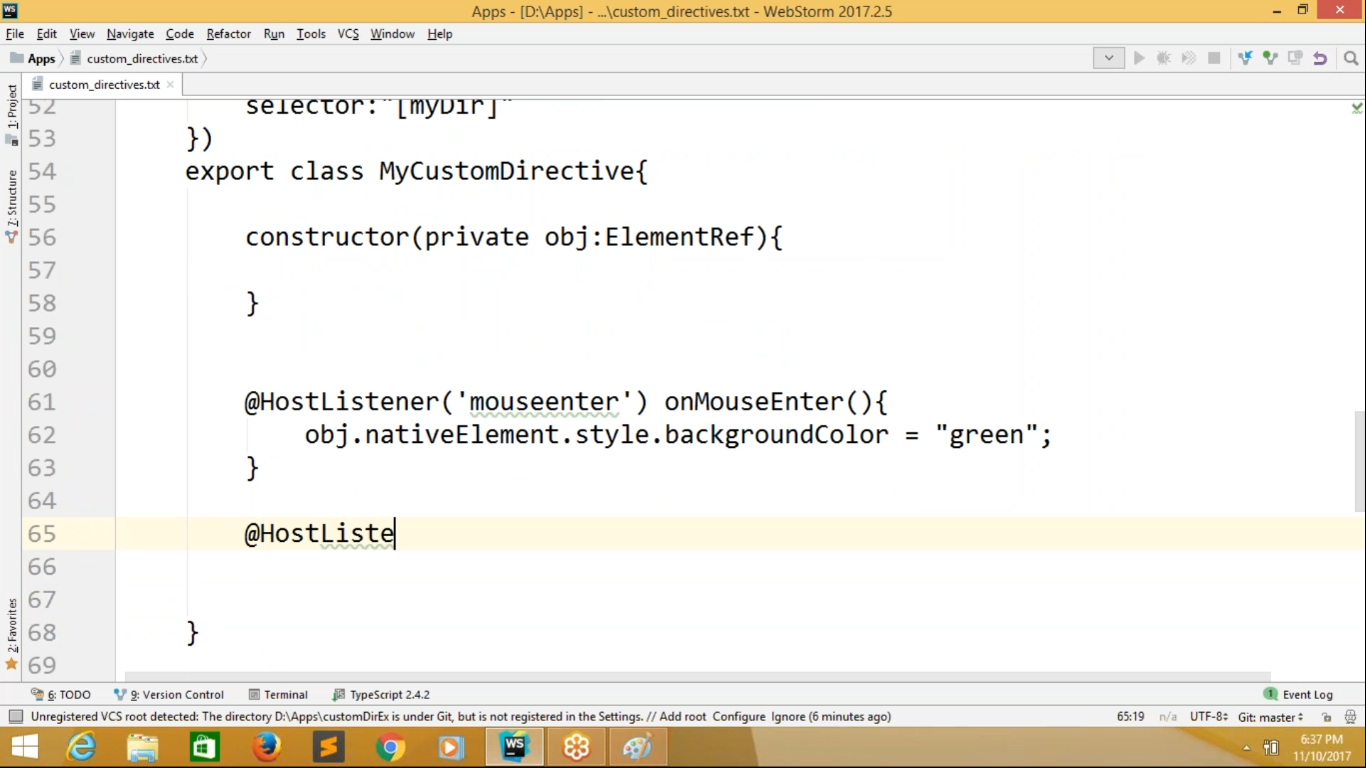 WS Apps - [D:\Apps] - ...\custom_directives.txt - WebStorm 2017.2.5
File Edit View Navigate Code Refactor Run Tools VCS Window Help
Apps custom_directives.txt
custom_directives.txt
1: Project
7: Structure
2: Favorites
52 selector:"[myDir]"
53 })
54 export class MyCustomDirective{
55
56 constructor(private obj:ElementRef){
57
58 }
59
60
61 @HostListener('mouseenter') onMouseEnter(){
62 obj.nativeElement.style.backgroundColor = "green";
63 }
64
65 @HostListe
66
67
68 }
69
6: TODO 9: Version Control Terminal TypeScript 2.4.2 1 Event Log
Unregistered VCS root detected: The directory D:\Apps\customDirEx is under Git, but is not registered in the Settings. // Add root Configure Ignore (6 minutes ago) 65:19 n/a UTF-8 Git: master
WS 6:37 PM
11/10/2017